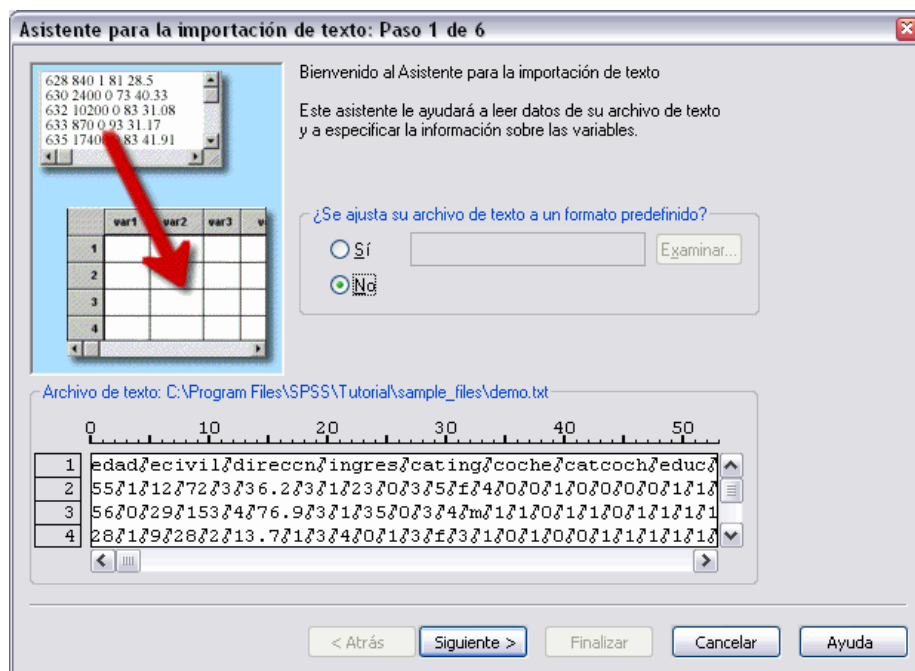 Asistente para la importación de texto: Paso 1 de 6
628 840 1 81 28.5
630 2400 0 73 40.33
632 10200 0 83 31.08
633 870 0 93 31.17
635 1740 83 41.91
var1 var2 var3 v
1
2
3
4
Bienvenido al Asistente para la importación de texto
Este asistente le ayudará a leer datos de su archivo de texto
y a especificar la información sobre las variables.
¿Se ajusta su archivo de texto a un formato predefinido?
Sí
Examinar...
No
Archivo de texto: C:\Program Files\SPSS\Tutorial\sample_files\demo.txt
0 10 20 30 40 50
1 edad ecivil direccn ingres cating coche catcoch educ
2 55 1 12 72 3 36.2 3 1 23 0 3 5 f 4 0 0 1 0 0 0 0 1 1
3 56 0 29 153 4 76.9 3 1 35 0 3 4 m 1 1 0 1 1 0 1 1 1 1
4 28 1 9 28 2 13.7 1 3 4 0 1 3 f 3 1 0 1 0 0 1 1 1 1 1
< Atrás Siguiente > Finalizar Cancelar Ayuda